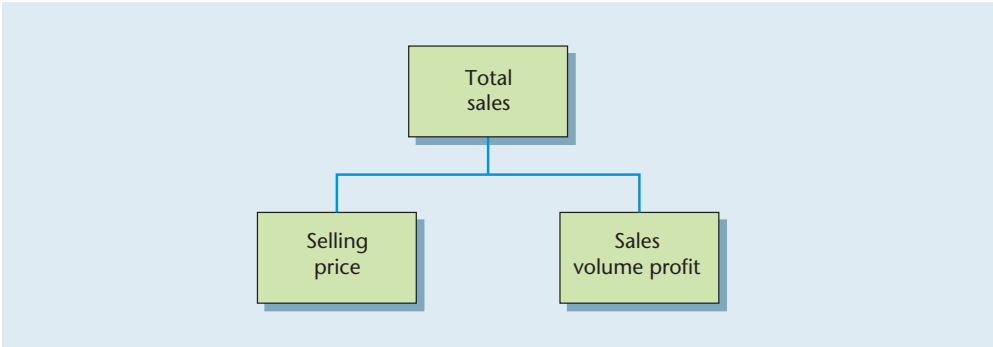 Total
sales
Selling
price
Sales
volume profit